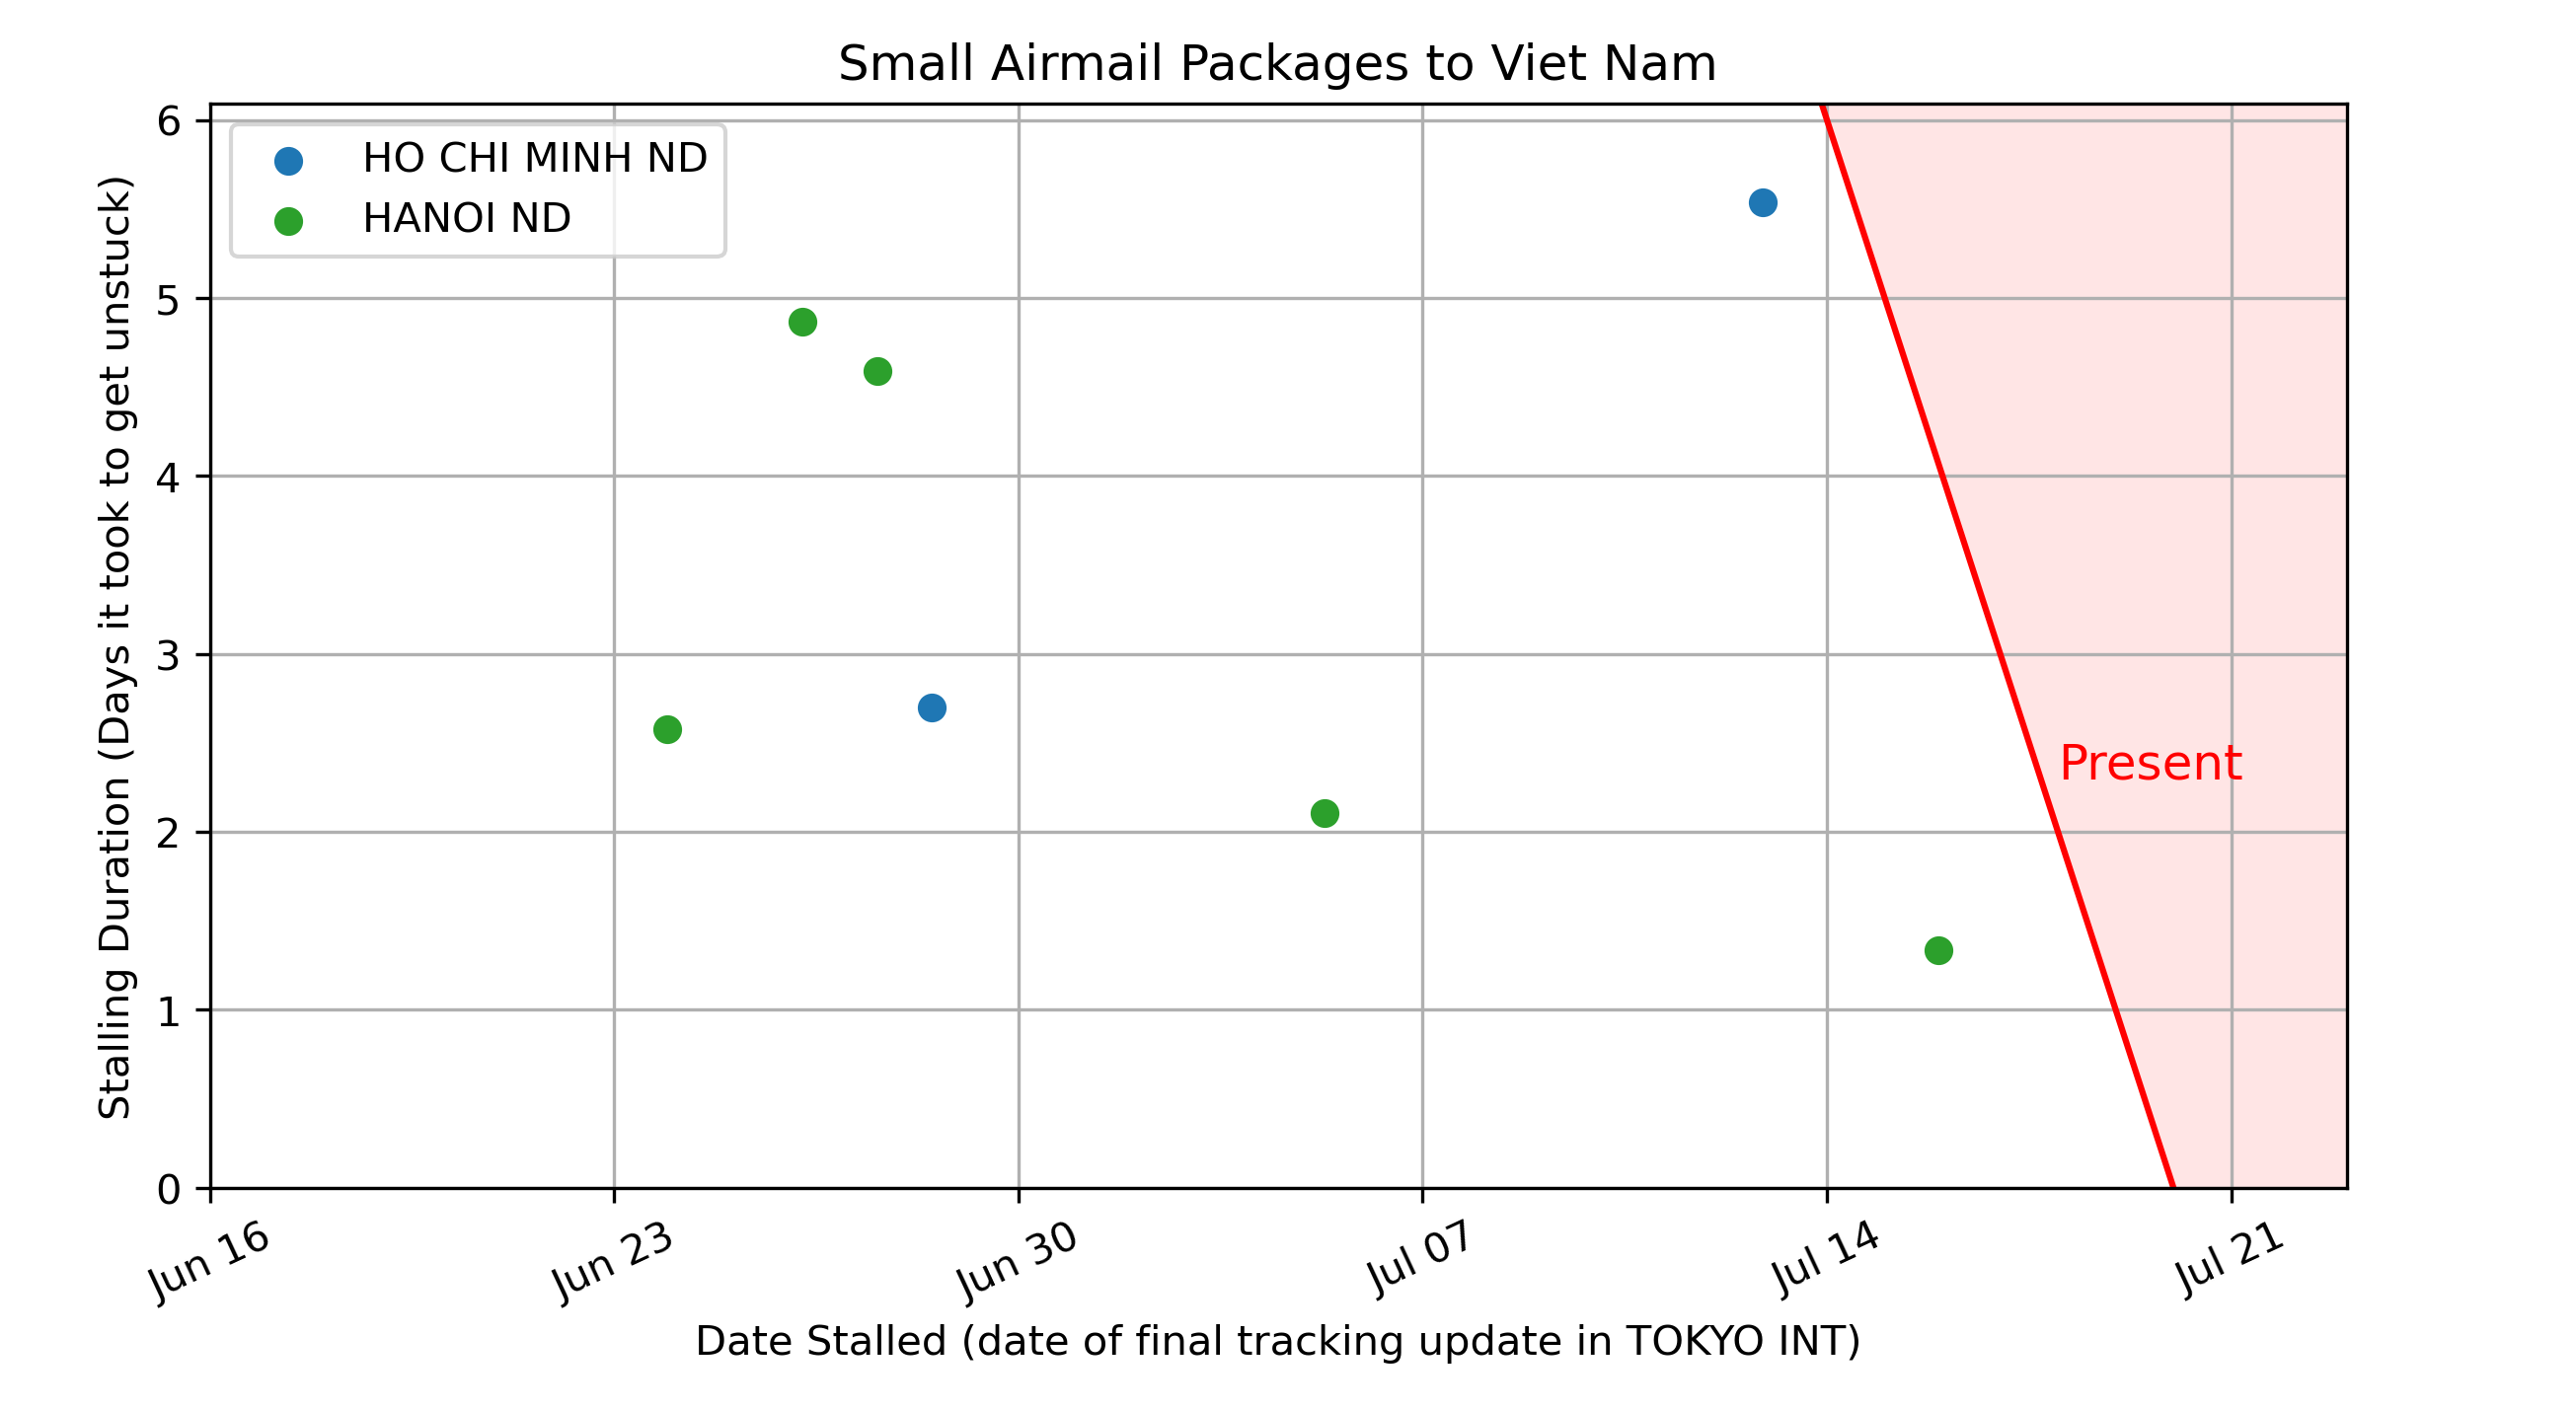 Small Airmail Packages to Viet Nam
HO CHI MINH ND
HANOI ND
Stalling Duration (Days it took to get unstuck)
6
5
4
3
2
1
0
Present
Jun 16
Jun 23
Jun 30
Jul 07
Jul 14
Jul 21
Date Stalled (date of final tracking update in TOKYO INT)